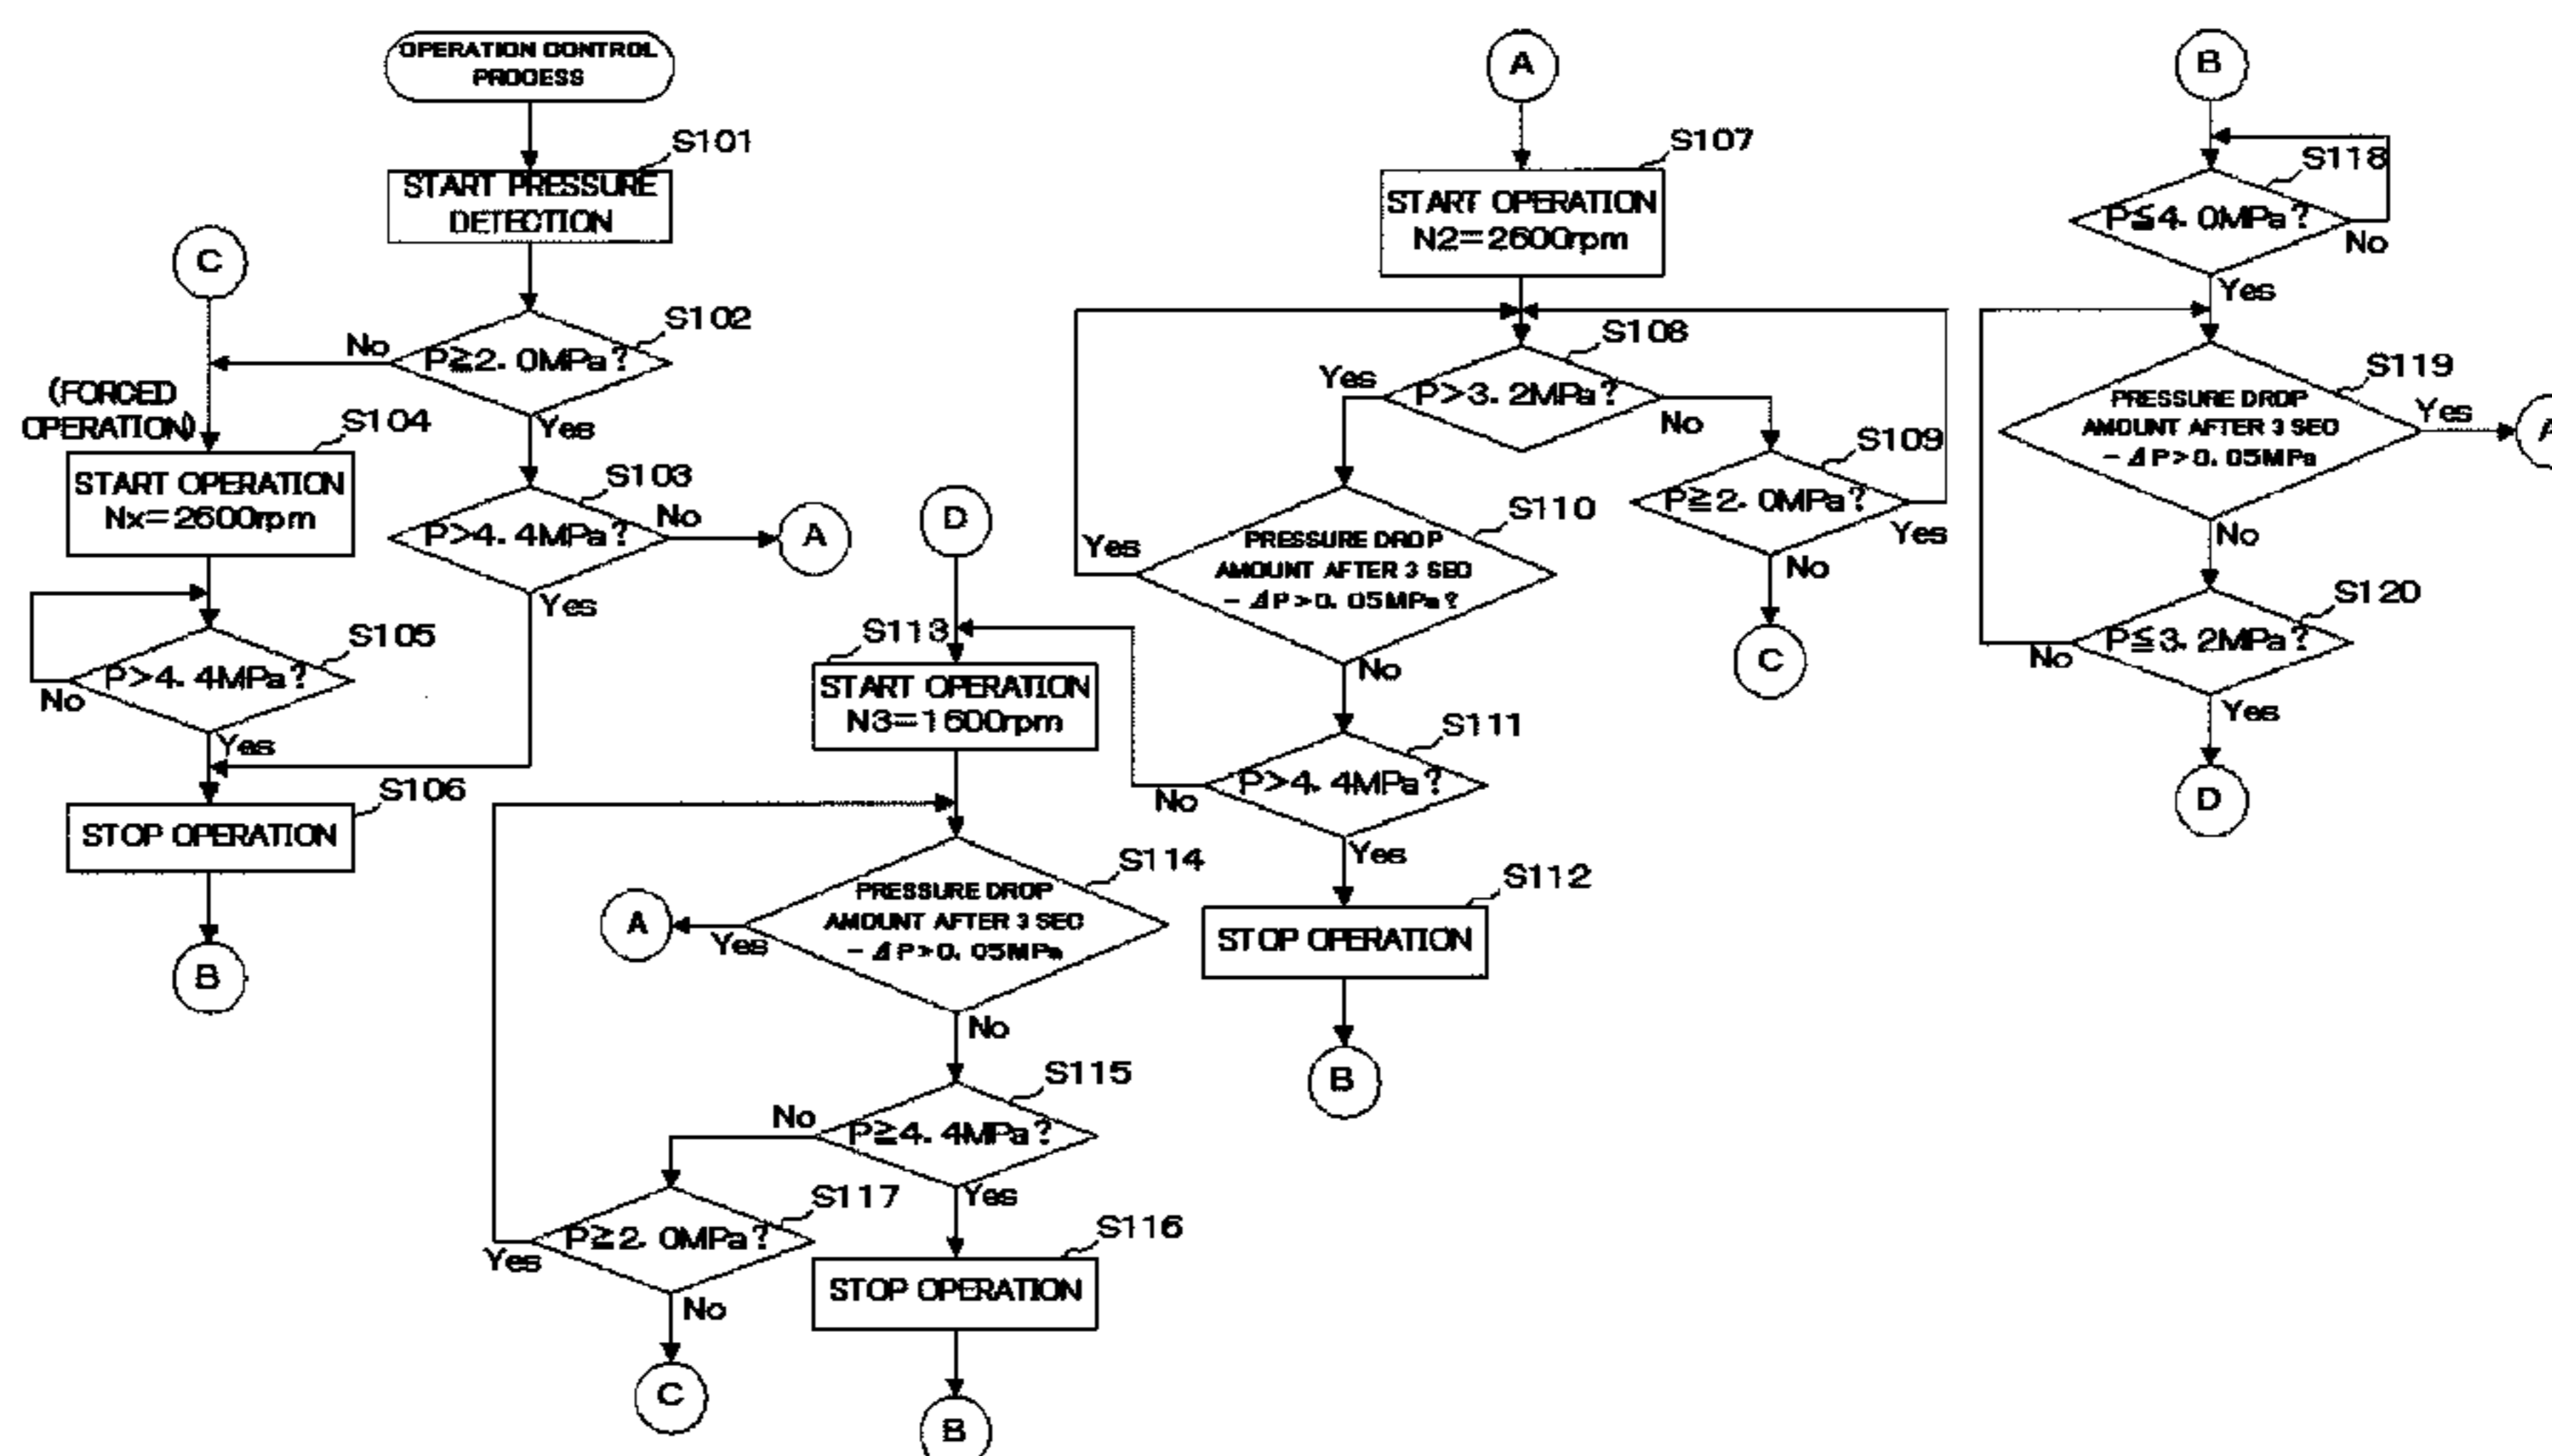 OPERATION CONTROL
PROCESS
S101
START PRESSURE
DETECTION
C
S102
No
P≧2. 0MPa?
Yes
(FORCED
OPERATION)
S104
START OPERATION
Nx=2600rpm
S103
P>4. 4MPa?
No
A
Yes
S105
P>4. 4MPa?
No
Yes
S106
STOP OPERATION
B
D
S113
START OPERATION
N3=1600rpm
S114
PRESSURE DROP
AMOUNT AFTER 3 SEC
-ΔP>0. 05MPa
A
Yes
No
S115
No
P≧4. 4MPa?
Yes
S117
P≧2. 0MPa?
Yes
No
C
S116
STOP OPERATION
B
A
S107
START OPERATION
N2=2600rpm
S108
Yes
P>3. 2MPa?
No
S109
P≧2. 0MPa?
Yes
No
C
S110
Yes
PRESSURE DROP
AMOUNT AFTER 3 SEC
-ΔP>0. 05MPa?
No
S111
P>4. 4MPa?
No
Yes
S112
STOP OPERATION
B
B
S118
P≦4. 0MPa?
No
Yes
S119
PRESSURE DROP
AMOUNT AFTER 3 SEC
-ΔP>0. 05MPa
Yes
A
No
S120
P≦3. 2MPa?
No
Yes
D